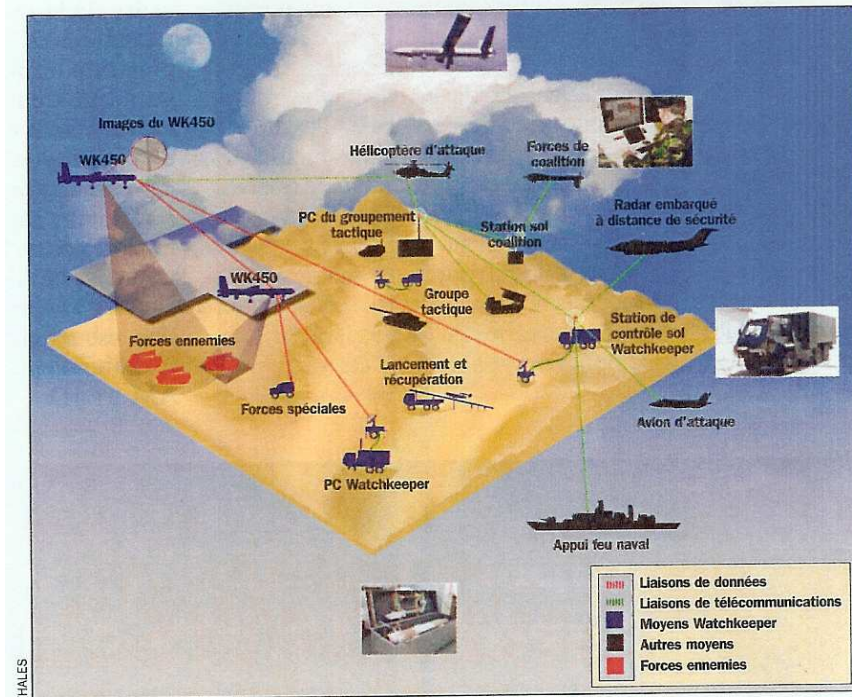 Images du WK450
WK450
Hélicoptère d'attaque
Forces de
coalition
Radar embarqué
à distance de sécurité
PC du groupement
tactique
Station sol
coalition
WK450
Groupe
tactique
Station de
contrôle sol
Watchkeeper
Forces ennemies
Lancement et
récupération
Forces spéciales
Avion d'attaque
PC Watchkeeper
Appui feu naval
Liaisons de données
Liaisons de télécommunications
Moyens Watchkeeper
Autres moyens
Forces ennemies
THALES